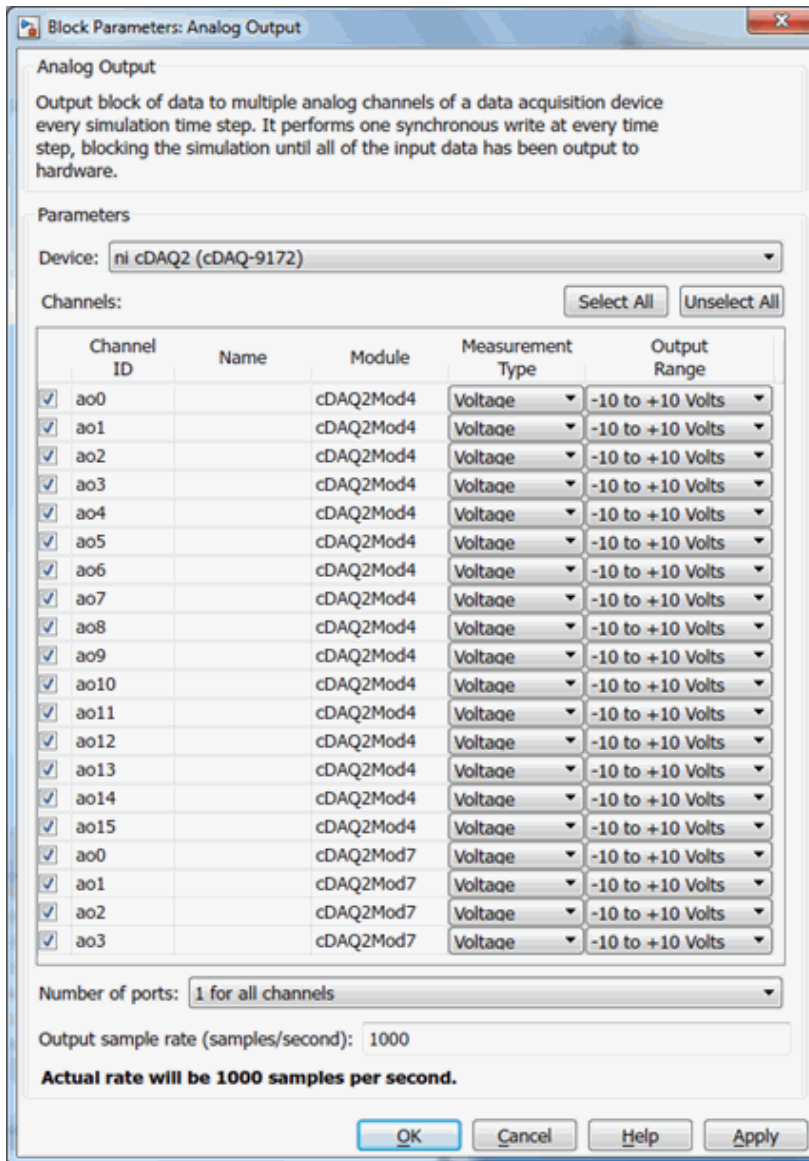 Block Parameters: Analog Output
Analog Output
Output block of data to multiple analog channels of a data acquisition device
every simulation time step. It performs one synchronous write at every time
step, blocking the simulation until all of the input data has been output to
hardware.
Parameters
Device: ni cDAQ2 (cDAQ-9172)
Channels: Select All Unselect All
Channel ID Name Module Measurement Type Output Range
ao0 cDAQ2Mod4 Voltage -10 to +10 Volts
ao1 cDAQ2Mod4 Voltage -10 to +10 Volts
ao2 cDAQ2Mod4 Voltage -10 to +10 Volts
ao3 cDAQ2Mod4 Voltage -10 to +10 Volts
ao4 cDAQ2Mod4 Voltage -10 to +10 Volts
ao5 cDAQ2Mod4 Voltage -10 to +10 Volts
ao6 cDAQ2Mod4 Voltage -10 to +10 Volts
ao7 cDAQ2Mod4 Voltage -10 to +10 Volts
ao8 cDAQ2Mod4 Voltage -10 to +10 Volts
ao9 cDAQ2Mod4 Voltage -10 to +10 Volts
ao10 cDAQ2Mod4 Voltage -10 to +10 Volts
ao11 cDAQ2Mod4 Voltage -10 to +10 Volts
ao12 cDAQ2Mod4 Voltage -10 to +10 Volts
ao13 cDAQ2Mod4 Voltage -10 to +10 Volts
ao14 cDAQ2Mod4 Voltage -10 to +10 Volts
ao15 cDAQ2Mod4 Voltage -10 to +10 Volts
ao0 cDAQ2Mod7 Voltage -10 to +10 Volts
ao1 cDAQ2Mod7 Voltage -10 to +10 Volts
ao2 cDAQ2Mod7 Voltage -10 to +10 Volts
ao3 cDAQ2Mod7 Voltage -10 to +10 Volts
Number of ports: 1 for all channels
Output sample rate (samples/second): 1000
Actual rate will be 1000 samples per second.
OK Cancel Help Apply